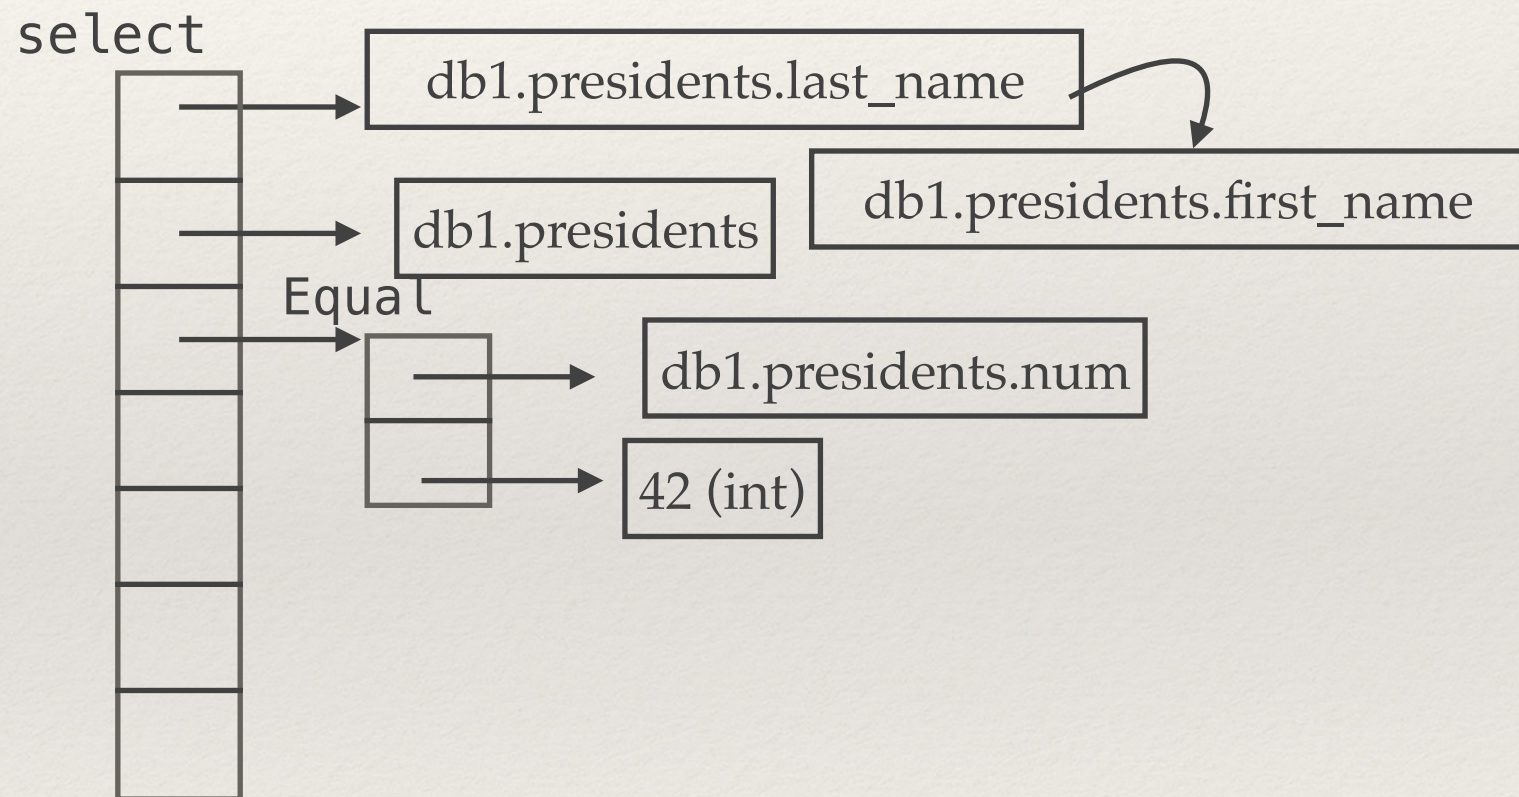 select
db1.presidents.last_name
db1.presidents.first_name
db1.presidents
Equal
db1.presidents.num
42 (int)